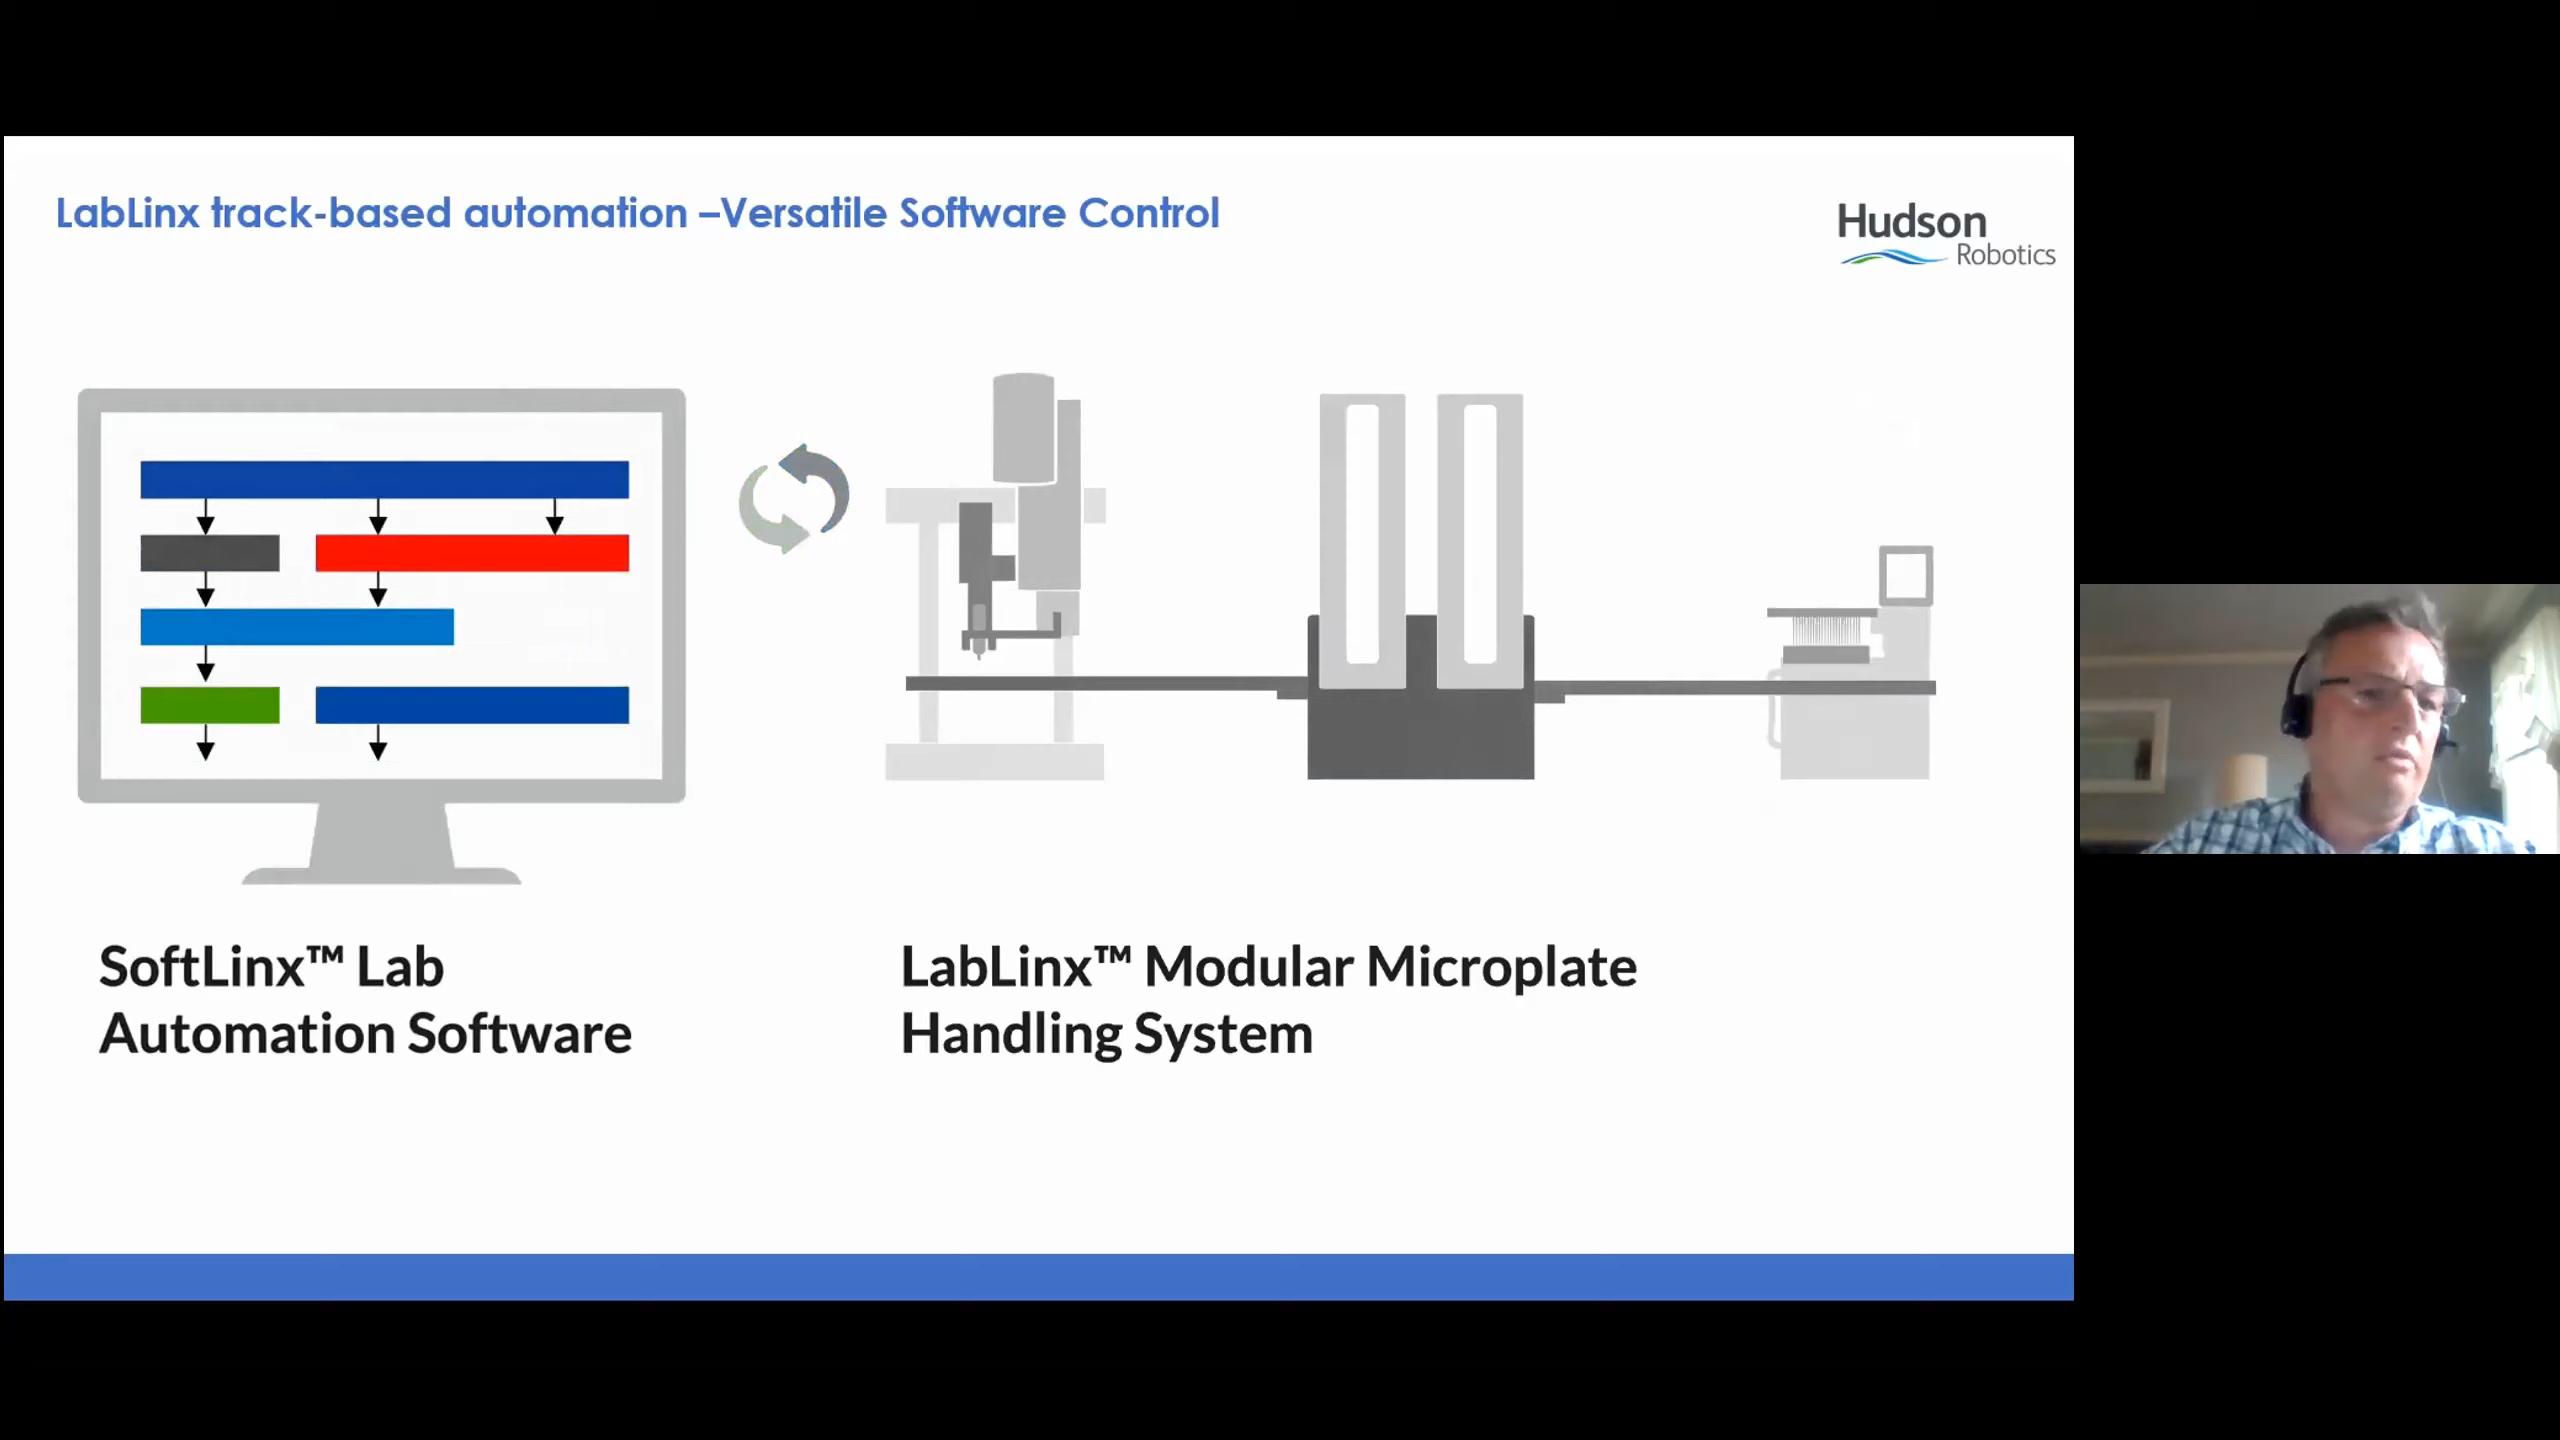 LabLinx track-based automation –Versatile Software Control
Hudson
Robotics
SoftLinx™ Lab
Automation Software
LabLinx™ Modular Microplate
Handling System